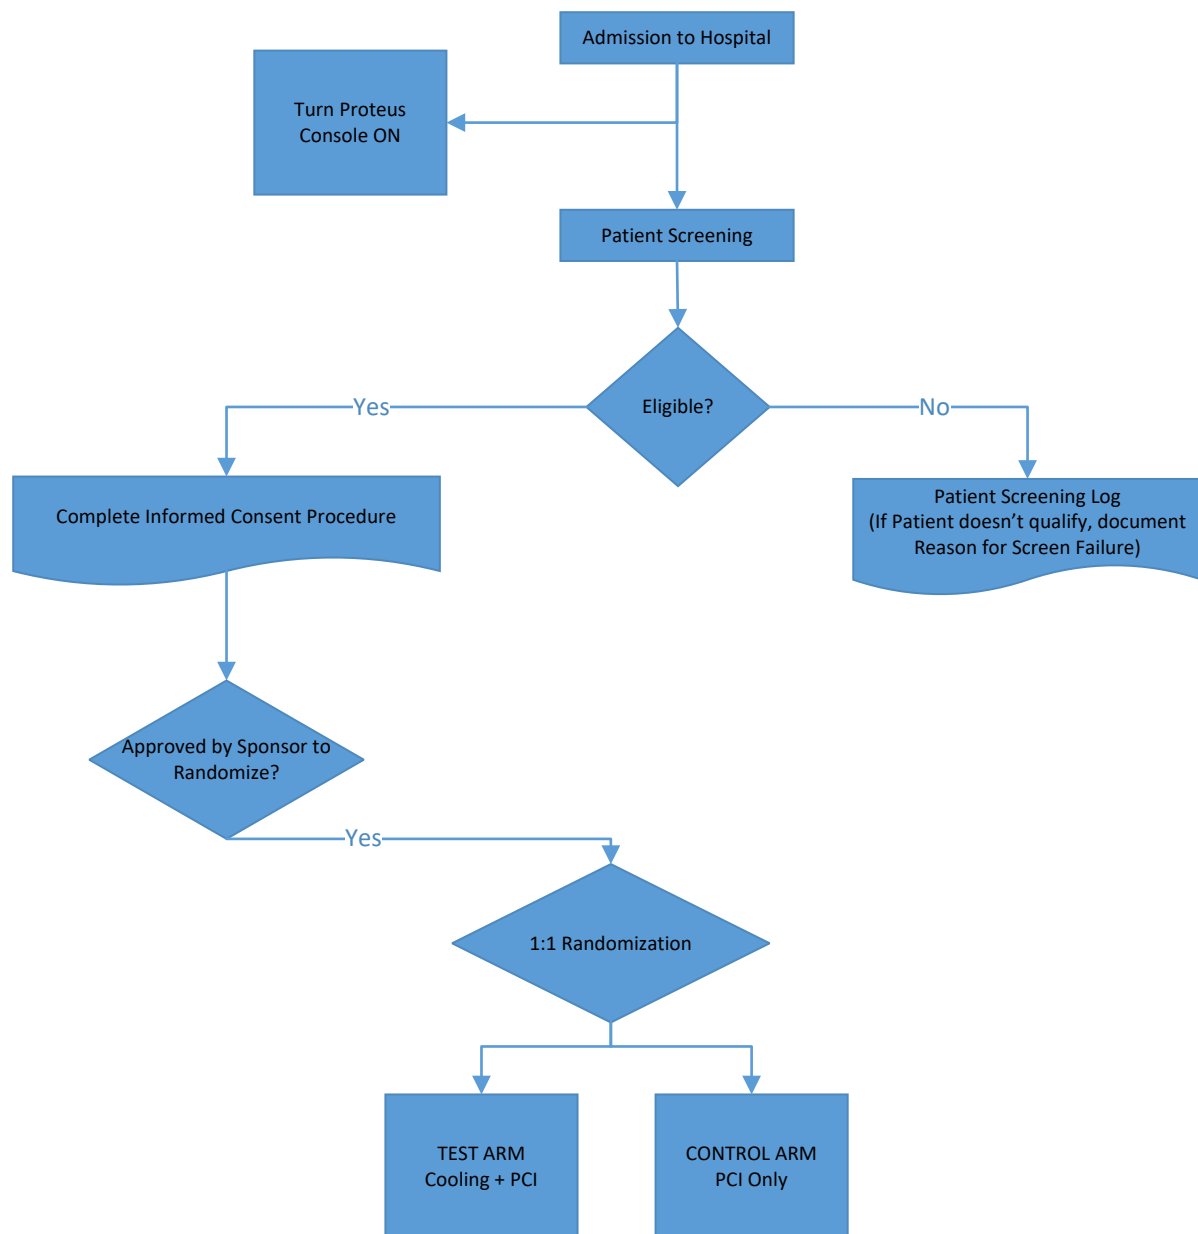 Admission to Hospital
Turn Proteus
Console ON
Patient Screening
Eligible?
Yes
No
Complete Informed Consent Procedure
Patient Screening Log
(If Patient doesn’t qualify, document
Reason for Screen Failure)
Approved by Sponsor to
Randomize?
Yes
1:1 Randomization
TEST ARM
Cooling + PCI
CONTROL ARM
PCI Only